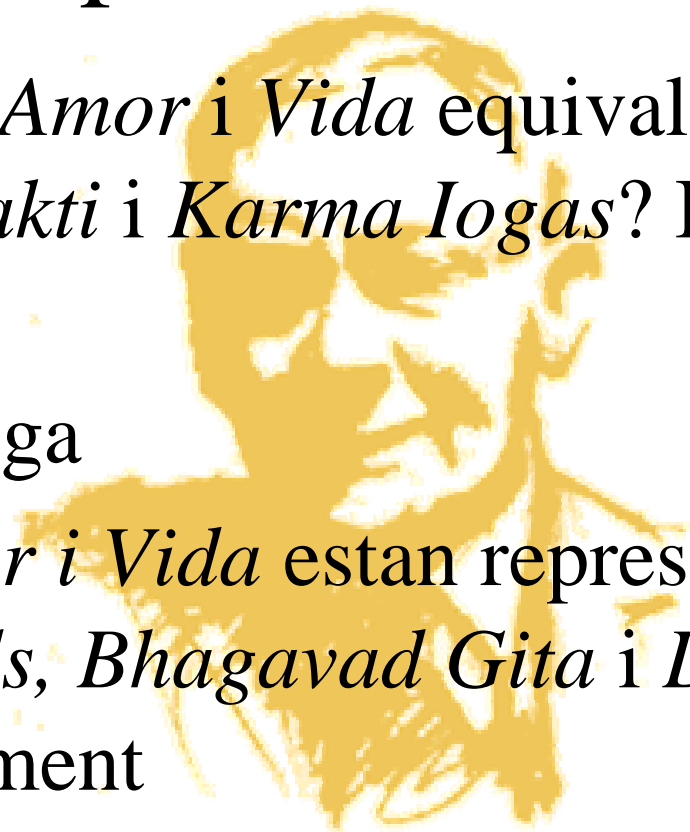 Amor i Vida equival
akti i Karma Iogas?
ga
r i Vida estan repres
s, Bhagavad Gita i
ment